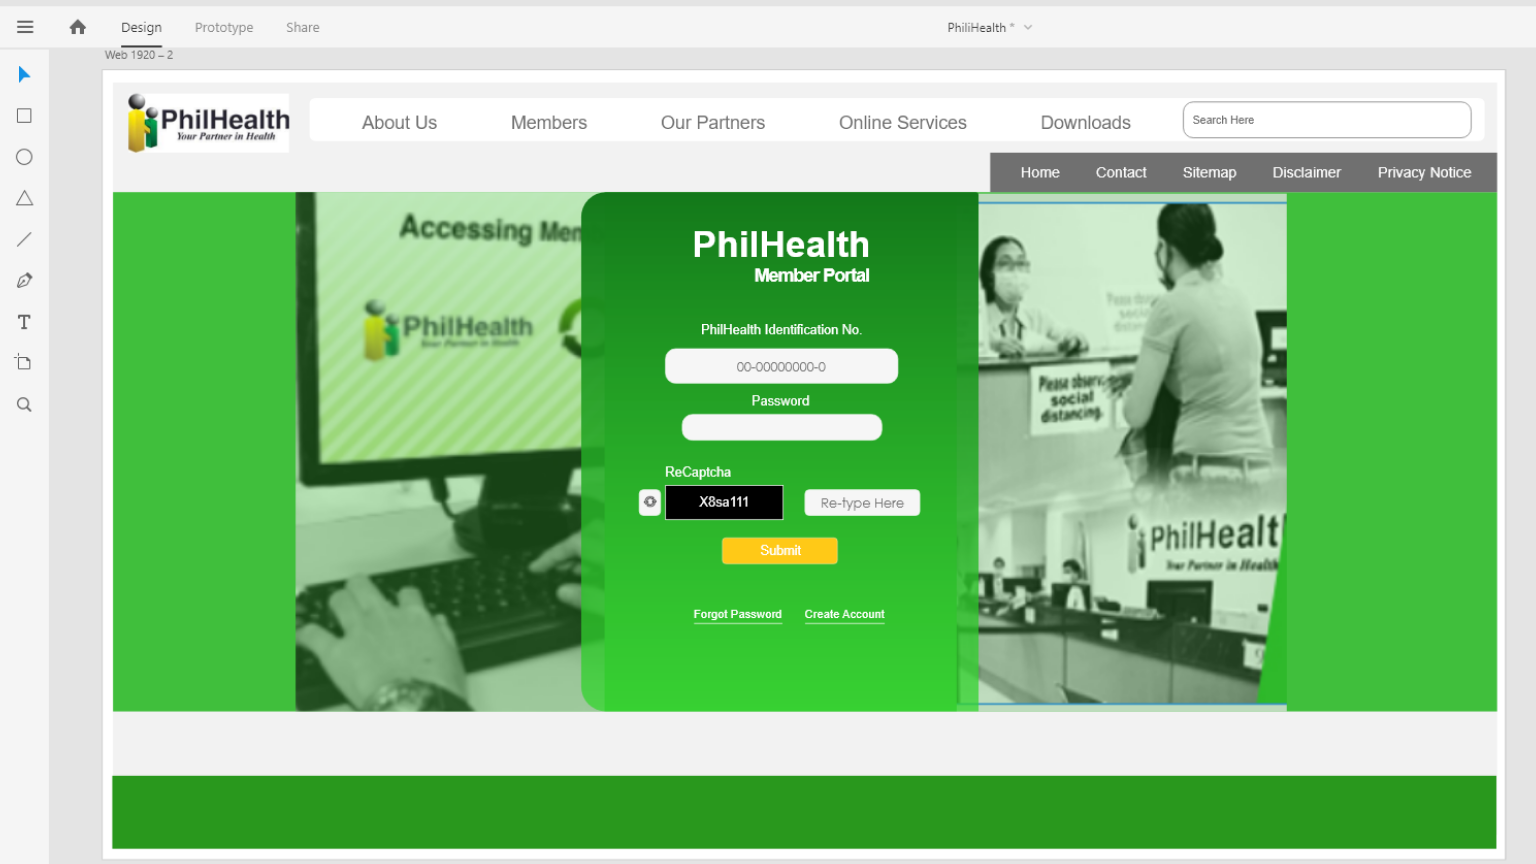 Design Prototype Share
PhiliHealth *
Web 1920 – 2
PhilHealth
Your Partner in Health
About Us Members Our Partners Online Services Downloads
Search Here
Home Contact Sitemap Disclaimer Privacy Notice
Accessing Mem
PhilHealth
Your Partner in Health
PhilHealth
Member Portal
PhilHealth Identification No.
00-00000000-0
Password
ReCaptcha
X8sa111
Re-type Here
Submit
Forgot Password Create Account
Please observe
social
distancing.
PhilHealt
Your Partner in Health